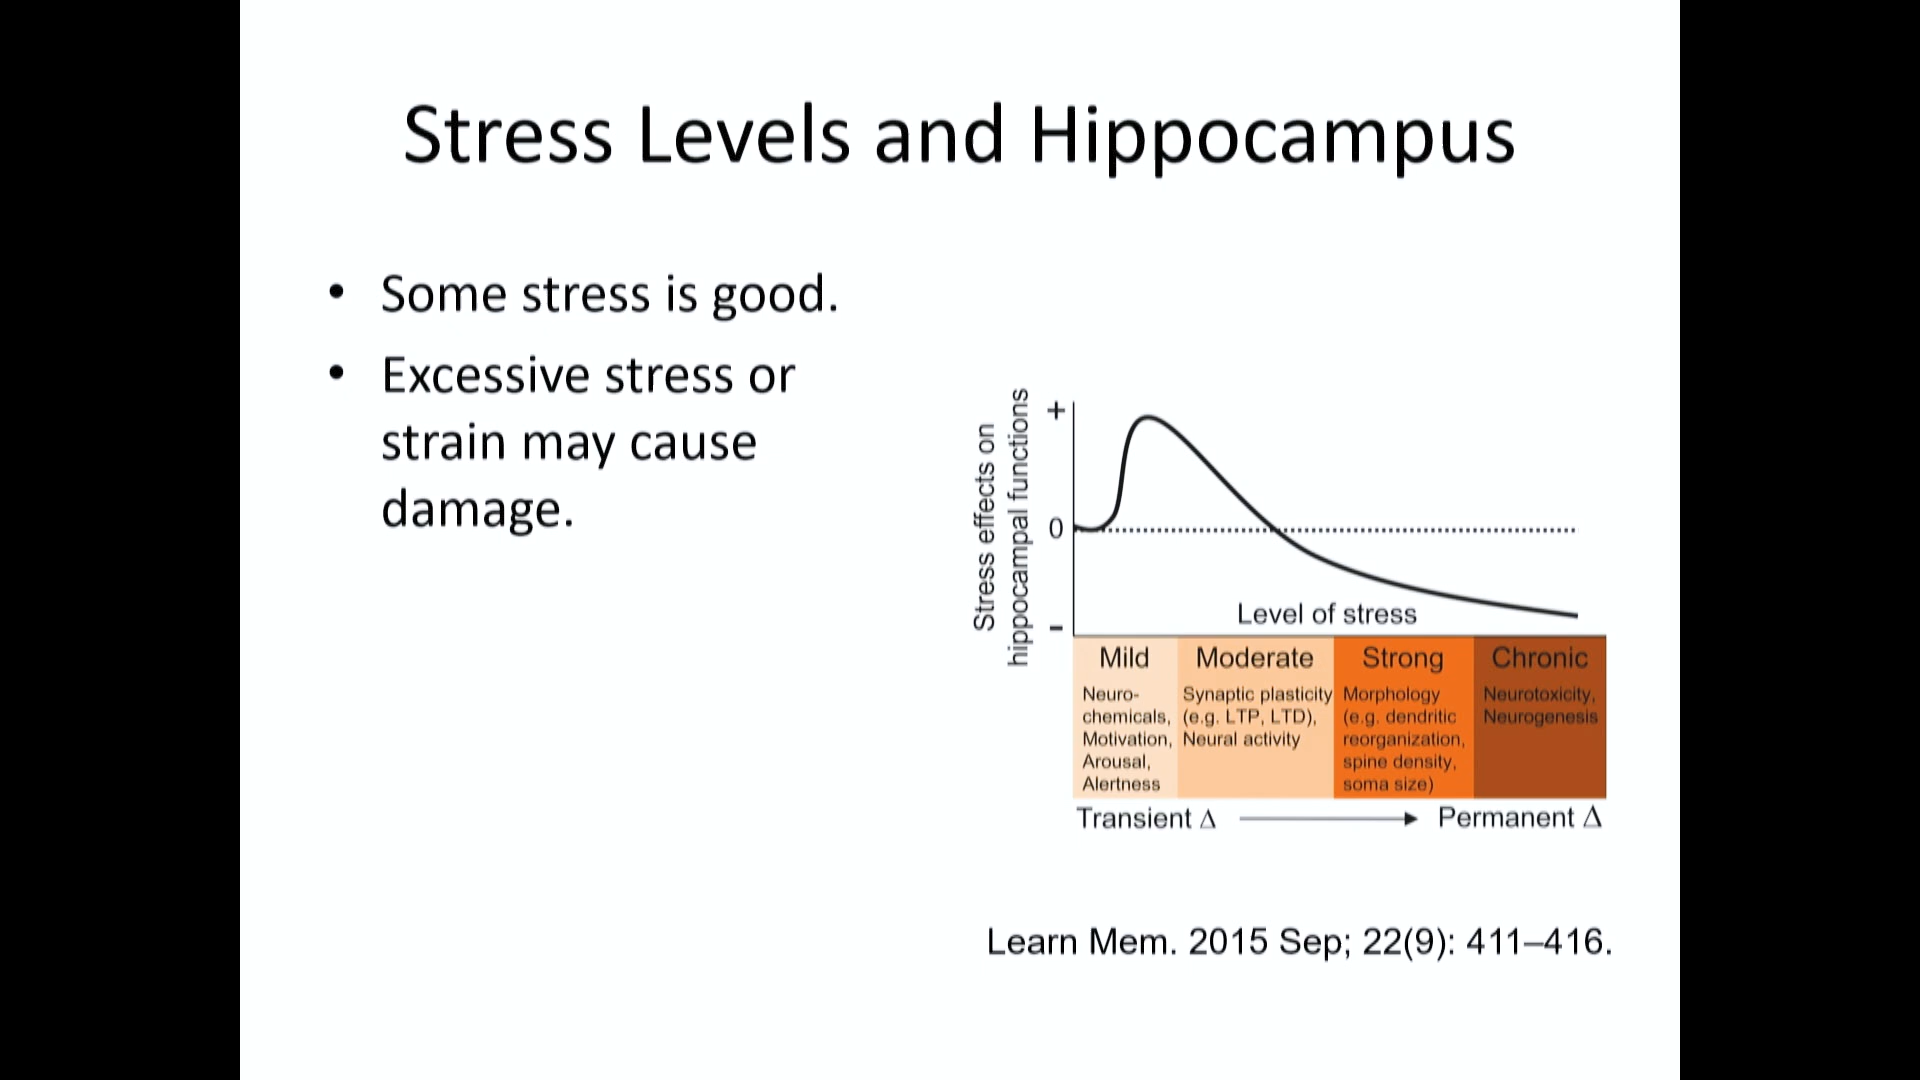 Stress Levels and Hippocampus
• Some stress is good.
• Excessive stress or
strain may cause
damage.
Stress effects on
hippocampal functions
+
0
-
Level of stress
Mild
Neuro-
chemicals,
Motivation,
Arousal,
Alertness
Moderate
Synaptic plasticity
(e.g. LTP, LTD),
Neural activity
Strong
Morphology
(e.g. dendritic
reorganization,
spine density,
soma size)
Chronic
Neurotoxicity,
Neurogenesis
Transient Δ
Permanent Δ
Learn Mem. 2015 Sep; 22(9): 411–416.